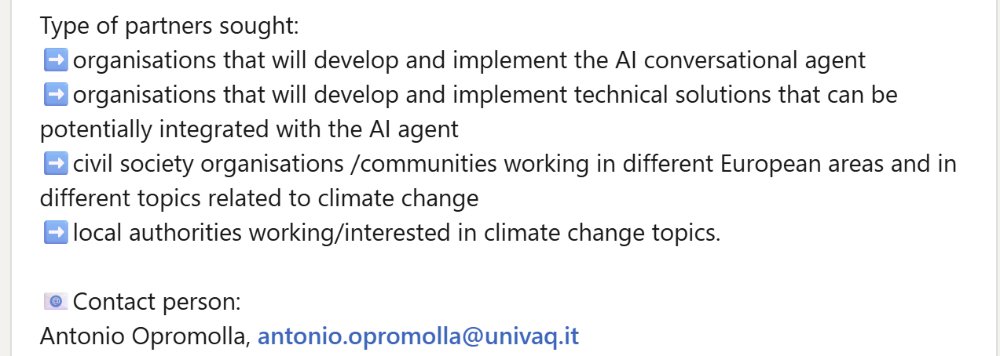 Type of partners sought:
➡️organisations that will develop and implement the AI conversational agent
➡️organisations that will develop and implement technical solutions that can be
potentially integrated with the AI agent
➡️civil society organisations /communities working in different European areas and in
different topics related to climate change
➡️local authorities working/interested in climate change topics.
📧Contact person:
Antonio Opromolla, antonio.opromolla@univaq.it